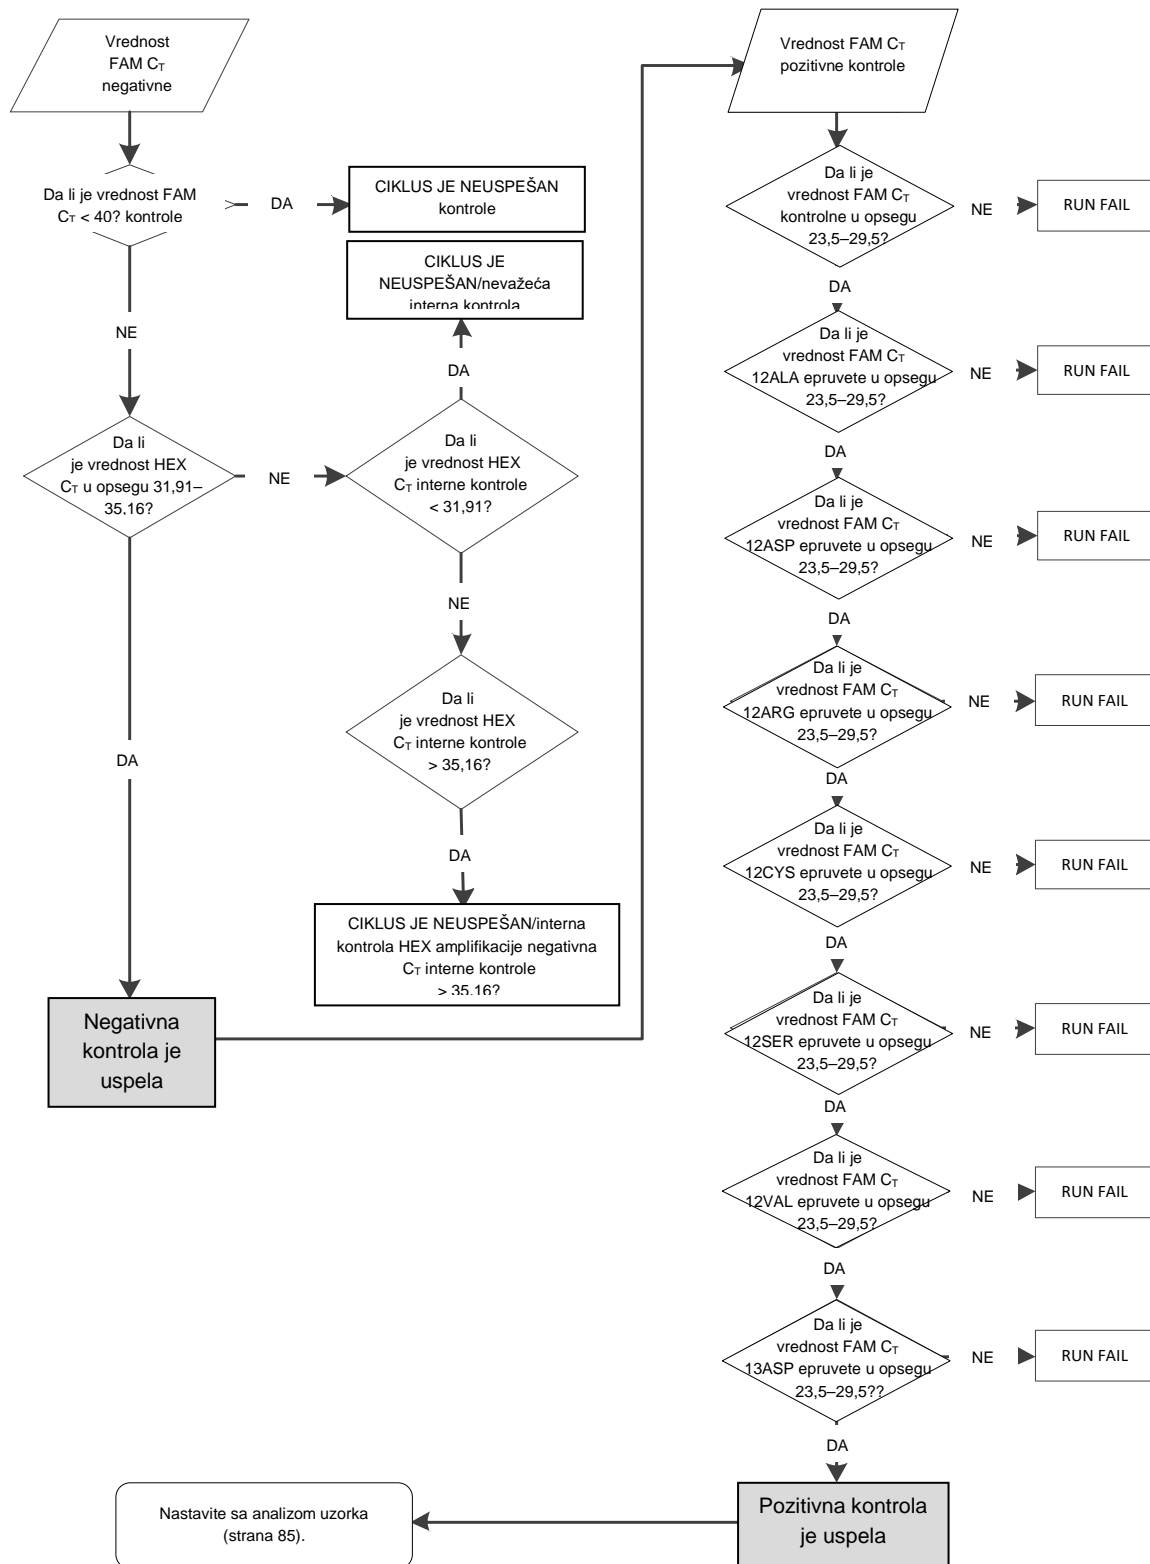 Vrednost
FAM CT
negativne
Da li je vrednost FAM
CT < 40? kontrole
DA
CIKLUS JE NEUSPEŠAN
kontrole
CIKLUS JE
NEUSPEŠAN/nevažeća
interna kontrola
NE
DA
Da li
je vrednost HEX
CT u opsegu 31,91–
35,16?
NE
Da li
je vrednost HEX
CT interne kontrole
< 31,91?
NE
Da li
je vrednost HEX
CT interne kontrole
> 35,16?
DA
DA
CIKLUS JE NEUSPEŠAN/interna
kontrola HEX amplifikacije negativna
CT interne kontrole
> 35,16?
Negativna
kontrola je
uspela
Vrednost FAM CT
pozitivne kontrole
Da li je
vrednost FAM CT
kontrolne u opsegu
23,5–29,5?
NE
RUN FAIL
DA
Da li je
vrednost FAM CT
12ALA epruvete u opsegu
23,5–29,5?
NE
RUN FAIL
DA
Da li je
vrednost FAM CT
12ASP epruvete u opsegu
23,5–29,5?
NE
RUN FAIL
DA
Da li je
vrednost FAM CT
12ARG epruvete u opsegu
23,5–29,5?
NE
RUN FAIL
DA
Da li je
vrednost FAM CT
12CYS epruvete u opsegu
23,5–29,5?
NE
RUN FAIL
DA
Da li je
vrednost FAM CT
12SER epruvete u opsegu
23,5–29,5?
NE
RUN FAIL
DA
Da li je
vrednost FAM CT
12VAL epruvete u opsegu
23,5–29,5?
NE
RUN FAIL
DA
Da li je
vrednost FAM CT
13ASP epruvete u opsegu
23,5–29,5??
NE
RUN FAIL
DA
Pozitivna kontrola
je uspela
Nastavite sa analizom uzorka
(strana 85).